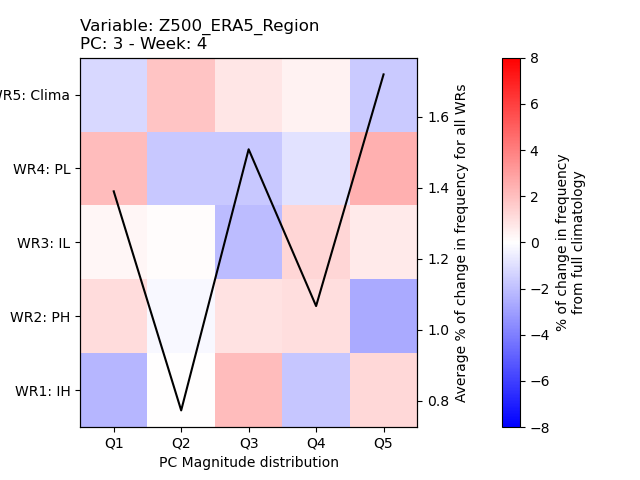 Variable: Z500_ERA5_Region
PC: 3 - Week: 4
WR5: Clima
WR4: PL
WR3: IL
WR2: PH
WR1: IH
Q1 Q2 Q3 Q4 Q5
PC Magnitude distribution
1.6
1.4
1.2
1.0
0.8
Average % of change in frequency for all WRs
8
6
4
2
0
−2
−4
−6
−8
% of change in frequency
from full climatology